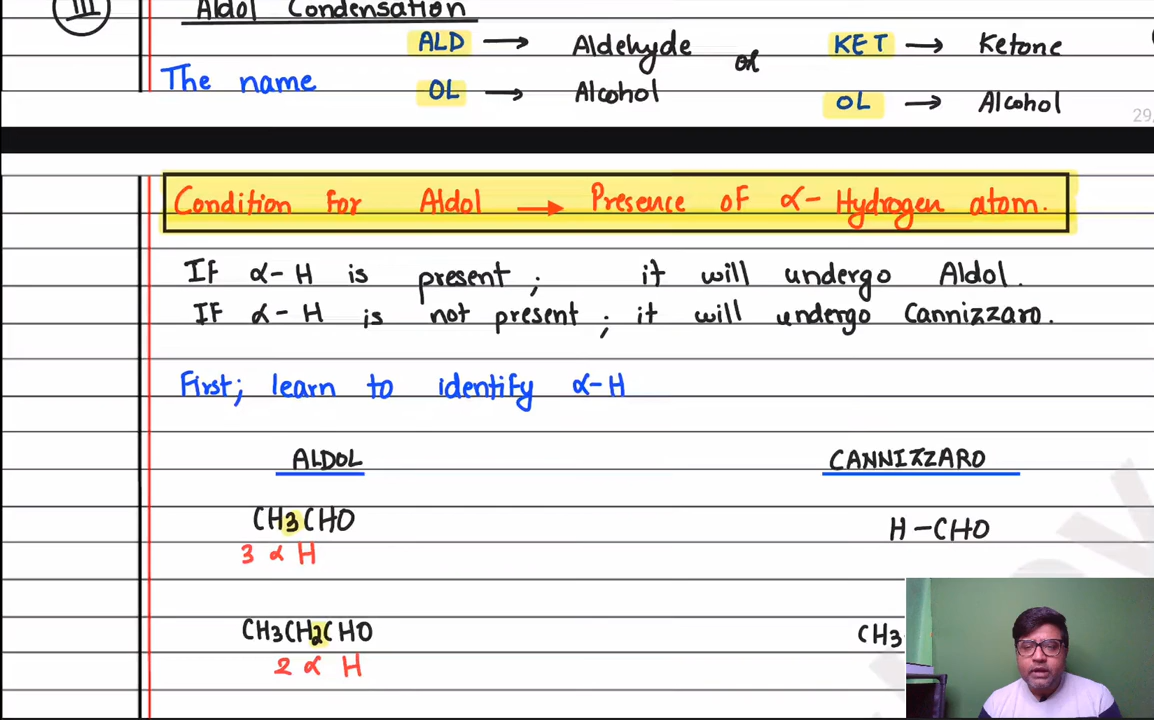 III
Aldol Condensation
ALD → Aldehyde or KET → Ketone
The name
OL → Alcohol OL → Alcohol
29
Condition for Aldol → Presence of α- Hydrogen atom.
If α-H is present; it will undergo Aldol.
If α-H is not present; it will undergo Cannizzaro.
First; learn to identify α-H
ALDOL CANNIZZARO
CH3CHO H-CHO
3 α H
CH3CH2CHO CH3
2 α H